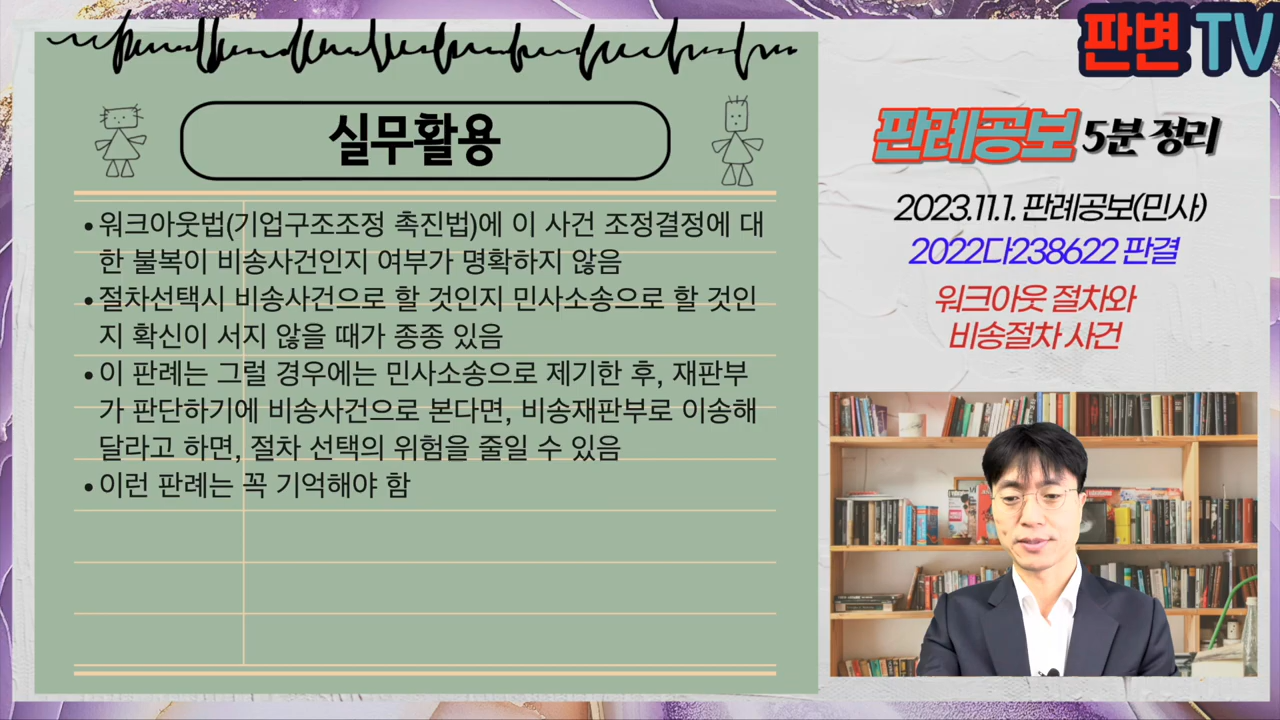 판변 TV
실무활용
• 워크아웃법(기업구조조정 촉진법)에 이 사건 조정결정에 대
한 불복이 비송사건인지 여부가 명확하지 않음
• 절차선택시 비송사건으로 할 것인지 민사소송으로 할 것인
지 확신이 서지 않을 때가 종종 있음
• 이 판례는 그럴 경우에는 민사소송으로 제기한 후, 재판부
가 판단하기에 비송사건으로 본다면, 비송재판부로 이송해
달라고 하면, 절차 선택의 위험을 줄일 수 있음
• 이런 판례는 꼭 기억해야 함
판례공보 5분 정리
2023.11.1. 판례공보(민사)
2022다238622 판결
워크아웃 절차와
비송절차 사건